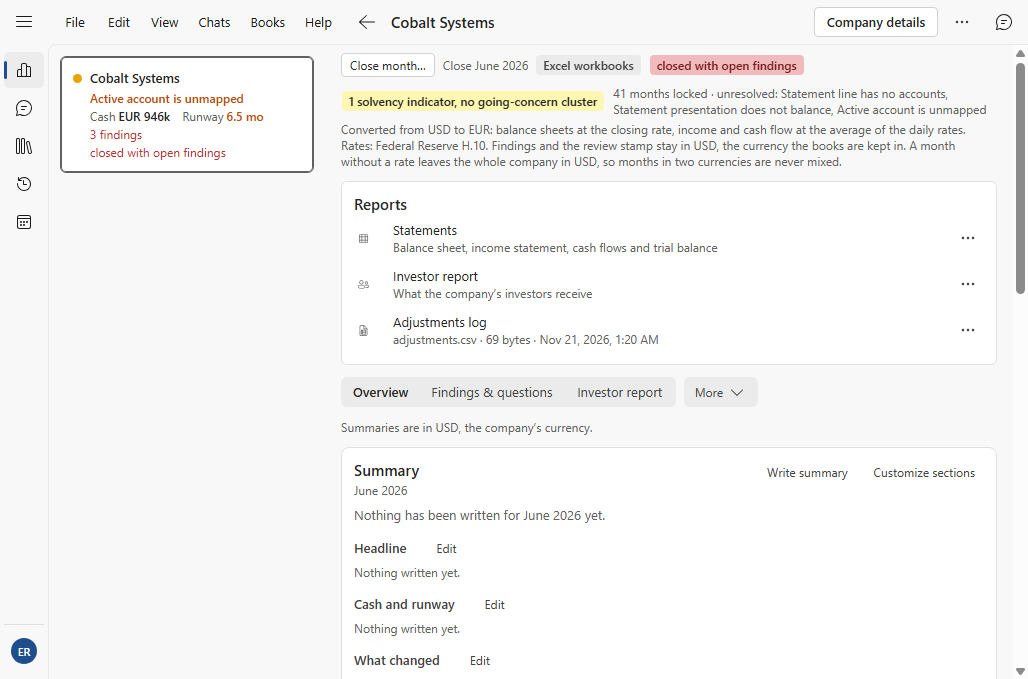 File Edit View Chats Books Help Cobalt Systems Company details
Cobalt Systems
Active account is unmapped
Cash EUR 946k Runway 6.5 mo
3 findings
closed with open findings
Close month... Close June 2026 Excel workbooks closed with open findings
1 solvency indicator, no going-concern cluster
41 months locked · unresolved: Statement line has no accounts,
Statement presentation does not balance, Active account is unmapped
Converted from USD to EUR: balance sheets at the closing rate, income and cash flow at the average of the daily rates.
Rates: Federal Reserve H.10. Findings and the review stamp stay in USD, the currency the books are kept in. A month
without a rate leaves the whole company in USD, so months in two currencies are never mixed.
Reports
Statements
Balance sheet, income statement, cash flows and trial balance
Investor report
What the company's investors receive
Adjustments log
adjustments.csv · 69 bytes · Nov 21, 2026, 1:20 AM
Overview Findings & questions Investor report More
Summaries are in USD, the company's currency.
Summary Write summary Customize sections
June 2026
Nothing has been written for June 2026 yet.
Headline Edit
Nothing written yet.
Cash and runway Edit
Nothing written yet.
What changed Edit
ER